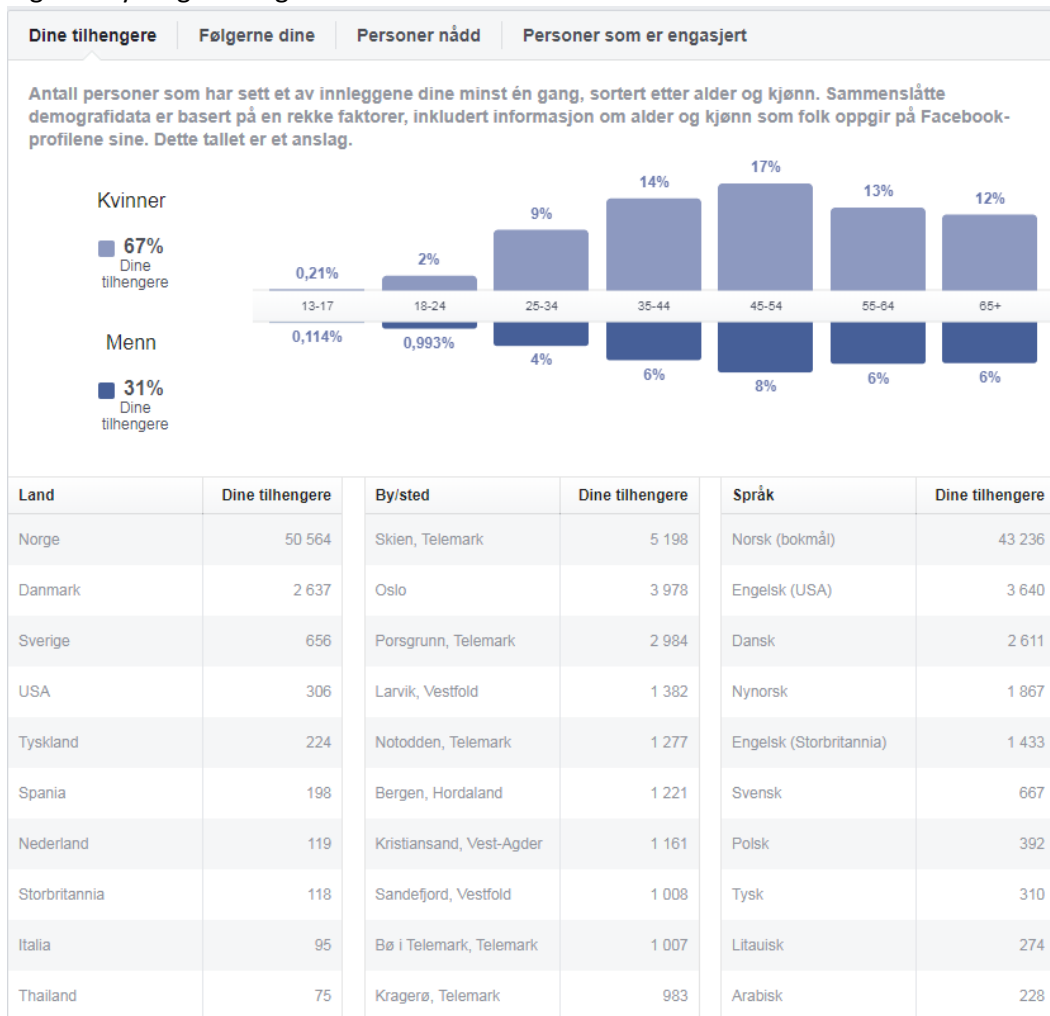 Dine tilhengere Følgerne dine Personer nådd Personer som er engasjert
Antall personer som har sett et av innleggene dine minst én gang, sortert etter alder og kjønn. Sammenslåtte
demografidata er basert på en rekke faktorer, inkludert informasjon om alder og kjønn som folk oppgir på Facebook-
profilene sine. Dette tallet er et anslag.
Kvinner
67%
Dine
tilhengere
0,21% 2% 9% 14% 17% 13% 12%
13-17 18-24 25-34 35-44 45-54 55-64 65+
0,114% 0,993% 4% 6% 8% 6% 6%
Menn
31%
Dine
tilhengere
Land Dine tilhengere By/sted Dine tilhengere Språk Dine tilhengere
Norge 50 564 Skien, Telemark 5 198 Norsk (bokmål) 43 236
Danmark 2 637 Oslo 3 978 Engelsk (USA) 3 640
Sverige 656 Porsgrunn, Telemark 2 984 Dansk 2 611
USA 306 Larvik, Vestfold 1 382 Nynorsk 1 867
Tyskland 224 Notodden, Telemark 1 277 Engelsk (Storbritannia) 1 433
Spania 198 Bergen, Hordaland 1 221 Svensk 667
Nederland 119 Kristiansand, Vest-Agder 1 161 Polsk 392
Storbritannia 118 Sandefjord, Vestfold 1 008 Tysk 310
Italia 95 Bø i Telemark, Telemark 1 007 Litauisk 274
Thailand 75 Kragerø, Telemark 983 Arabisk 228